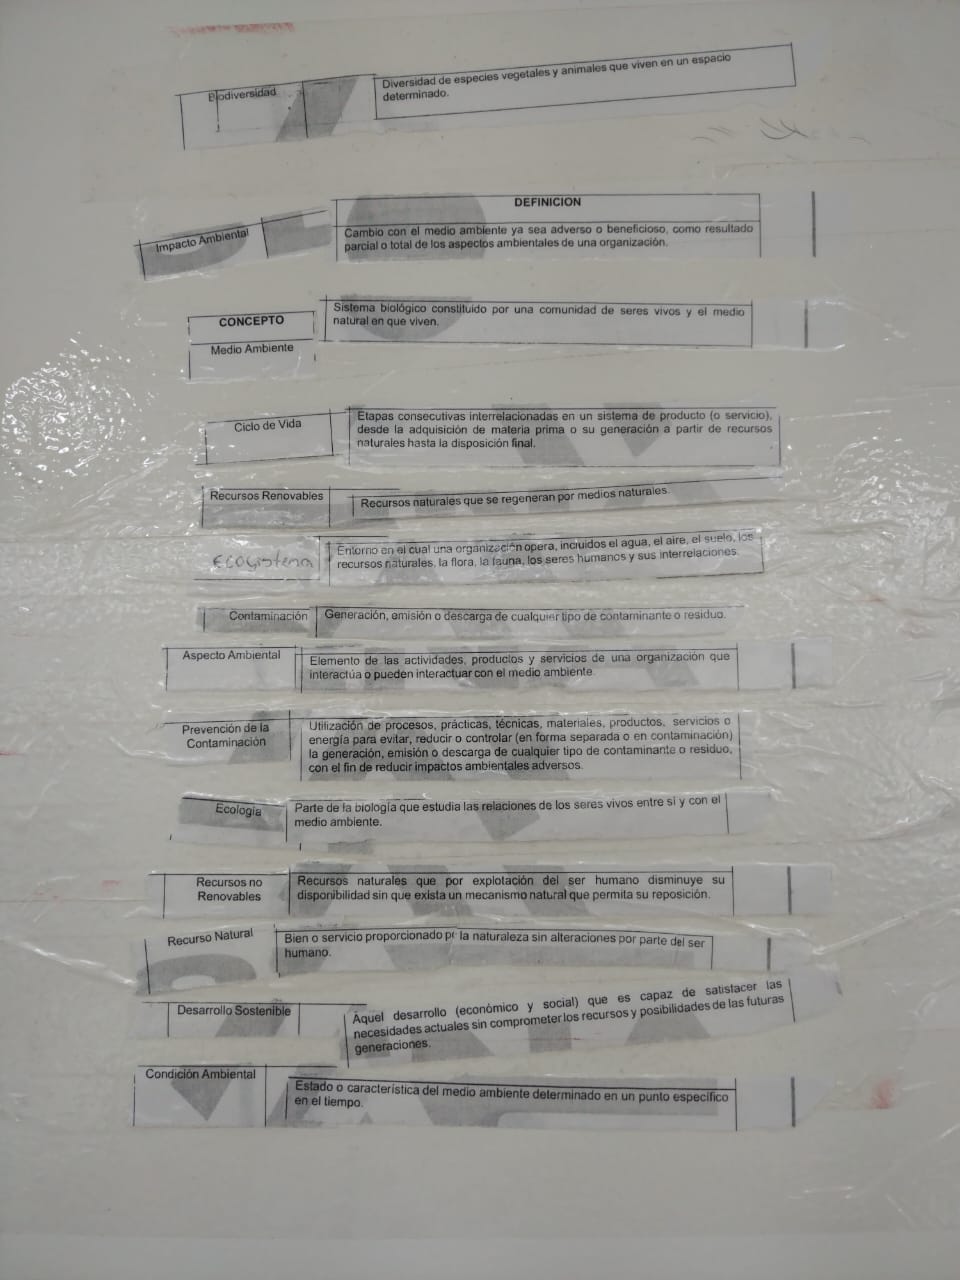 Biodiversidad
Diversidad de especies vegetales y animales que viven en un espacio
determinado.
DEFINICION
Impacto Ambiental
Cambio con el medio ambiente ya sea adverso o beneficioso, como resultado
parcial o total de los aspectos ambientales de una organización.
CONCEPTO
Medio Ambiente
Sistema biológico constituido por una comunidad de seres vivos y el medio
natural en que viven.
Ciclo de Vida
Etapas consecutivas interrelacionadas en un sistema de producto (o servicio),
desde la adquisición de materia prima o su generación a partir de recursos
naturales hasta la disposición final.
Recursos Renovables
Recursos naturales que se regeneran por medios naturales.
Ecosistema
Entorno en el cual una organización opera, incluidos el agua, el aire, el suelo, los
recursos naturales, la flora, la fauna, los seres humanos y sus interrelaciones.
Contaminación
Generación, emisión o descarga de cualquier tipo de contaminante o residuo.
Aspecto Ambiental
Elemento de las actividades, productos y servicios de una organización que
interactúa o pueden interactuar con el medio ambiente.
Prevención de la
Contaminación
Utilización de procesos, prácticas, técnicas, materiales, productos, servicios o
energía para evitar, reducir o controlar (en forma separada o en contaminación)
la generación, emisión o descarga de cualquier tipo de contaminante o residuo,
con el fin de reducir impactos ambientales adversos.
Ecología
Parte de la biología que estudia las relaciones de los seres vivos entre sí y con el
medio ambiente.
Recursos no
Renovables
Recursos naturales que por explotación del ser humano disminuye su
disponibilidad sin que exista un mecanismo natural que permita su reposición.
Recurso Natural
Bien o servicio proporcionado la naturaleza sin alteraciones por parte del ser
humano.
Desarrollo Sostenible
Aquel desarrollo (económico y social) que es capaz de satisfacer las
necesidades actuales sin comprometer los recursos y posibilidades de las futuras
generaciones.
Condición Ambiental
Estado o característica del medio ambiente determinado en un punto específico
en el tiempo.